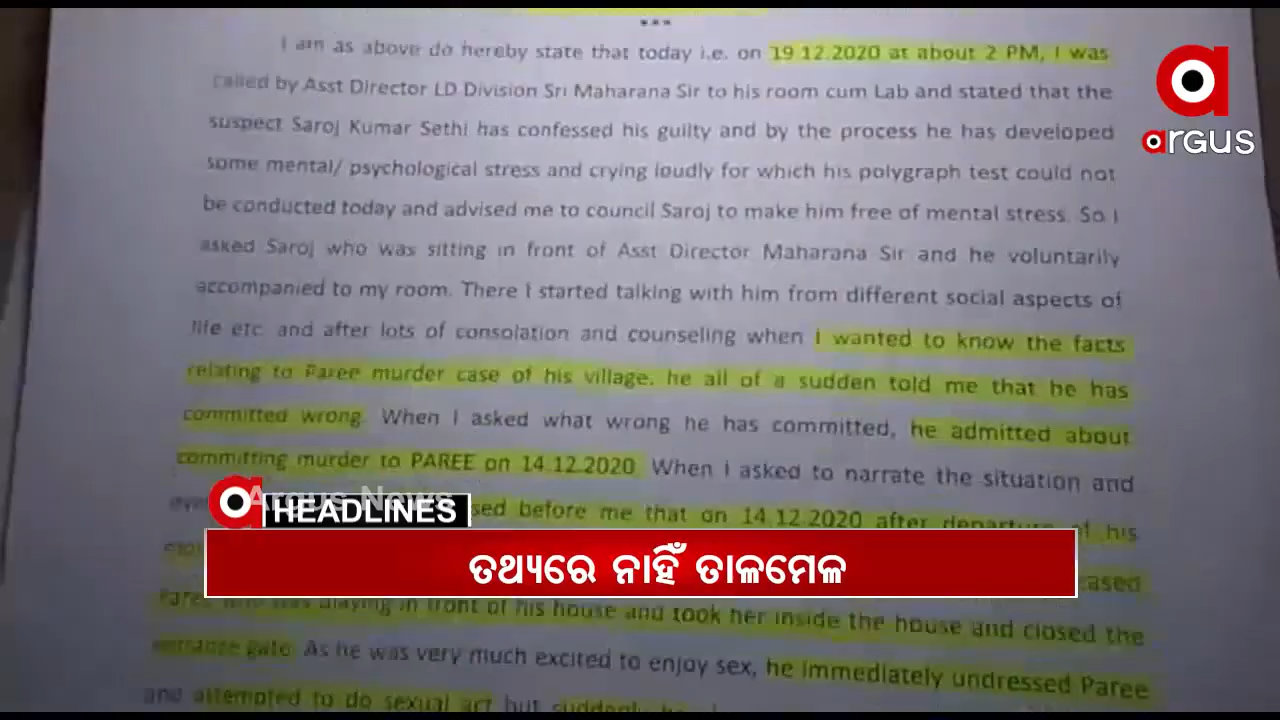 ***
I am as above do hereby state that today i.e. on 19.12.2020 at about 2 PM, I was
called by Asst Director LD Division Sri Maharana Sir to his room cum Lab and stated that the
suspect Saroj Kumar Sethi has confessed his guilty and by the process he has developed
some mental/ psychological stress and crying loudly for which his polygraph test could not
be conducted today and advised me to council Saroj to make him free of mental stress. So I
asked Saroj who was sitting in front of Asst Director Maharana Sir and he voluntarily
accompanied to my room. There I started talking with him from different social aspects of
life etc. and after lots of consolation and counseling when I wanted to know the facts
relating to Paree murder case of his village, he all of a sudden told me that he has
committed wrong. When I asked what wrong he has committed, he admitted about
committing murder to PAREE on 14.12.2020. When I asked to narrate the situation and
before me that on 14.12.2020 after departure of his
Paree who was playing in front of his house and took her inside the house and closed the
entrance gate. As he was very much excited to enjoy sex, he immediately undressed Paree
and attempted to do sexual act but suddenly
argus
Argus News
HEADLINES
ତଥ୍ୟରେ ନାହିଁ ତାଳମେଳ